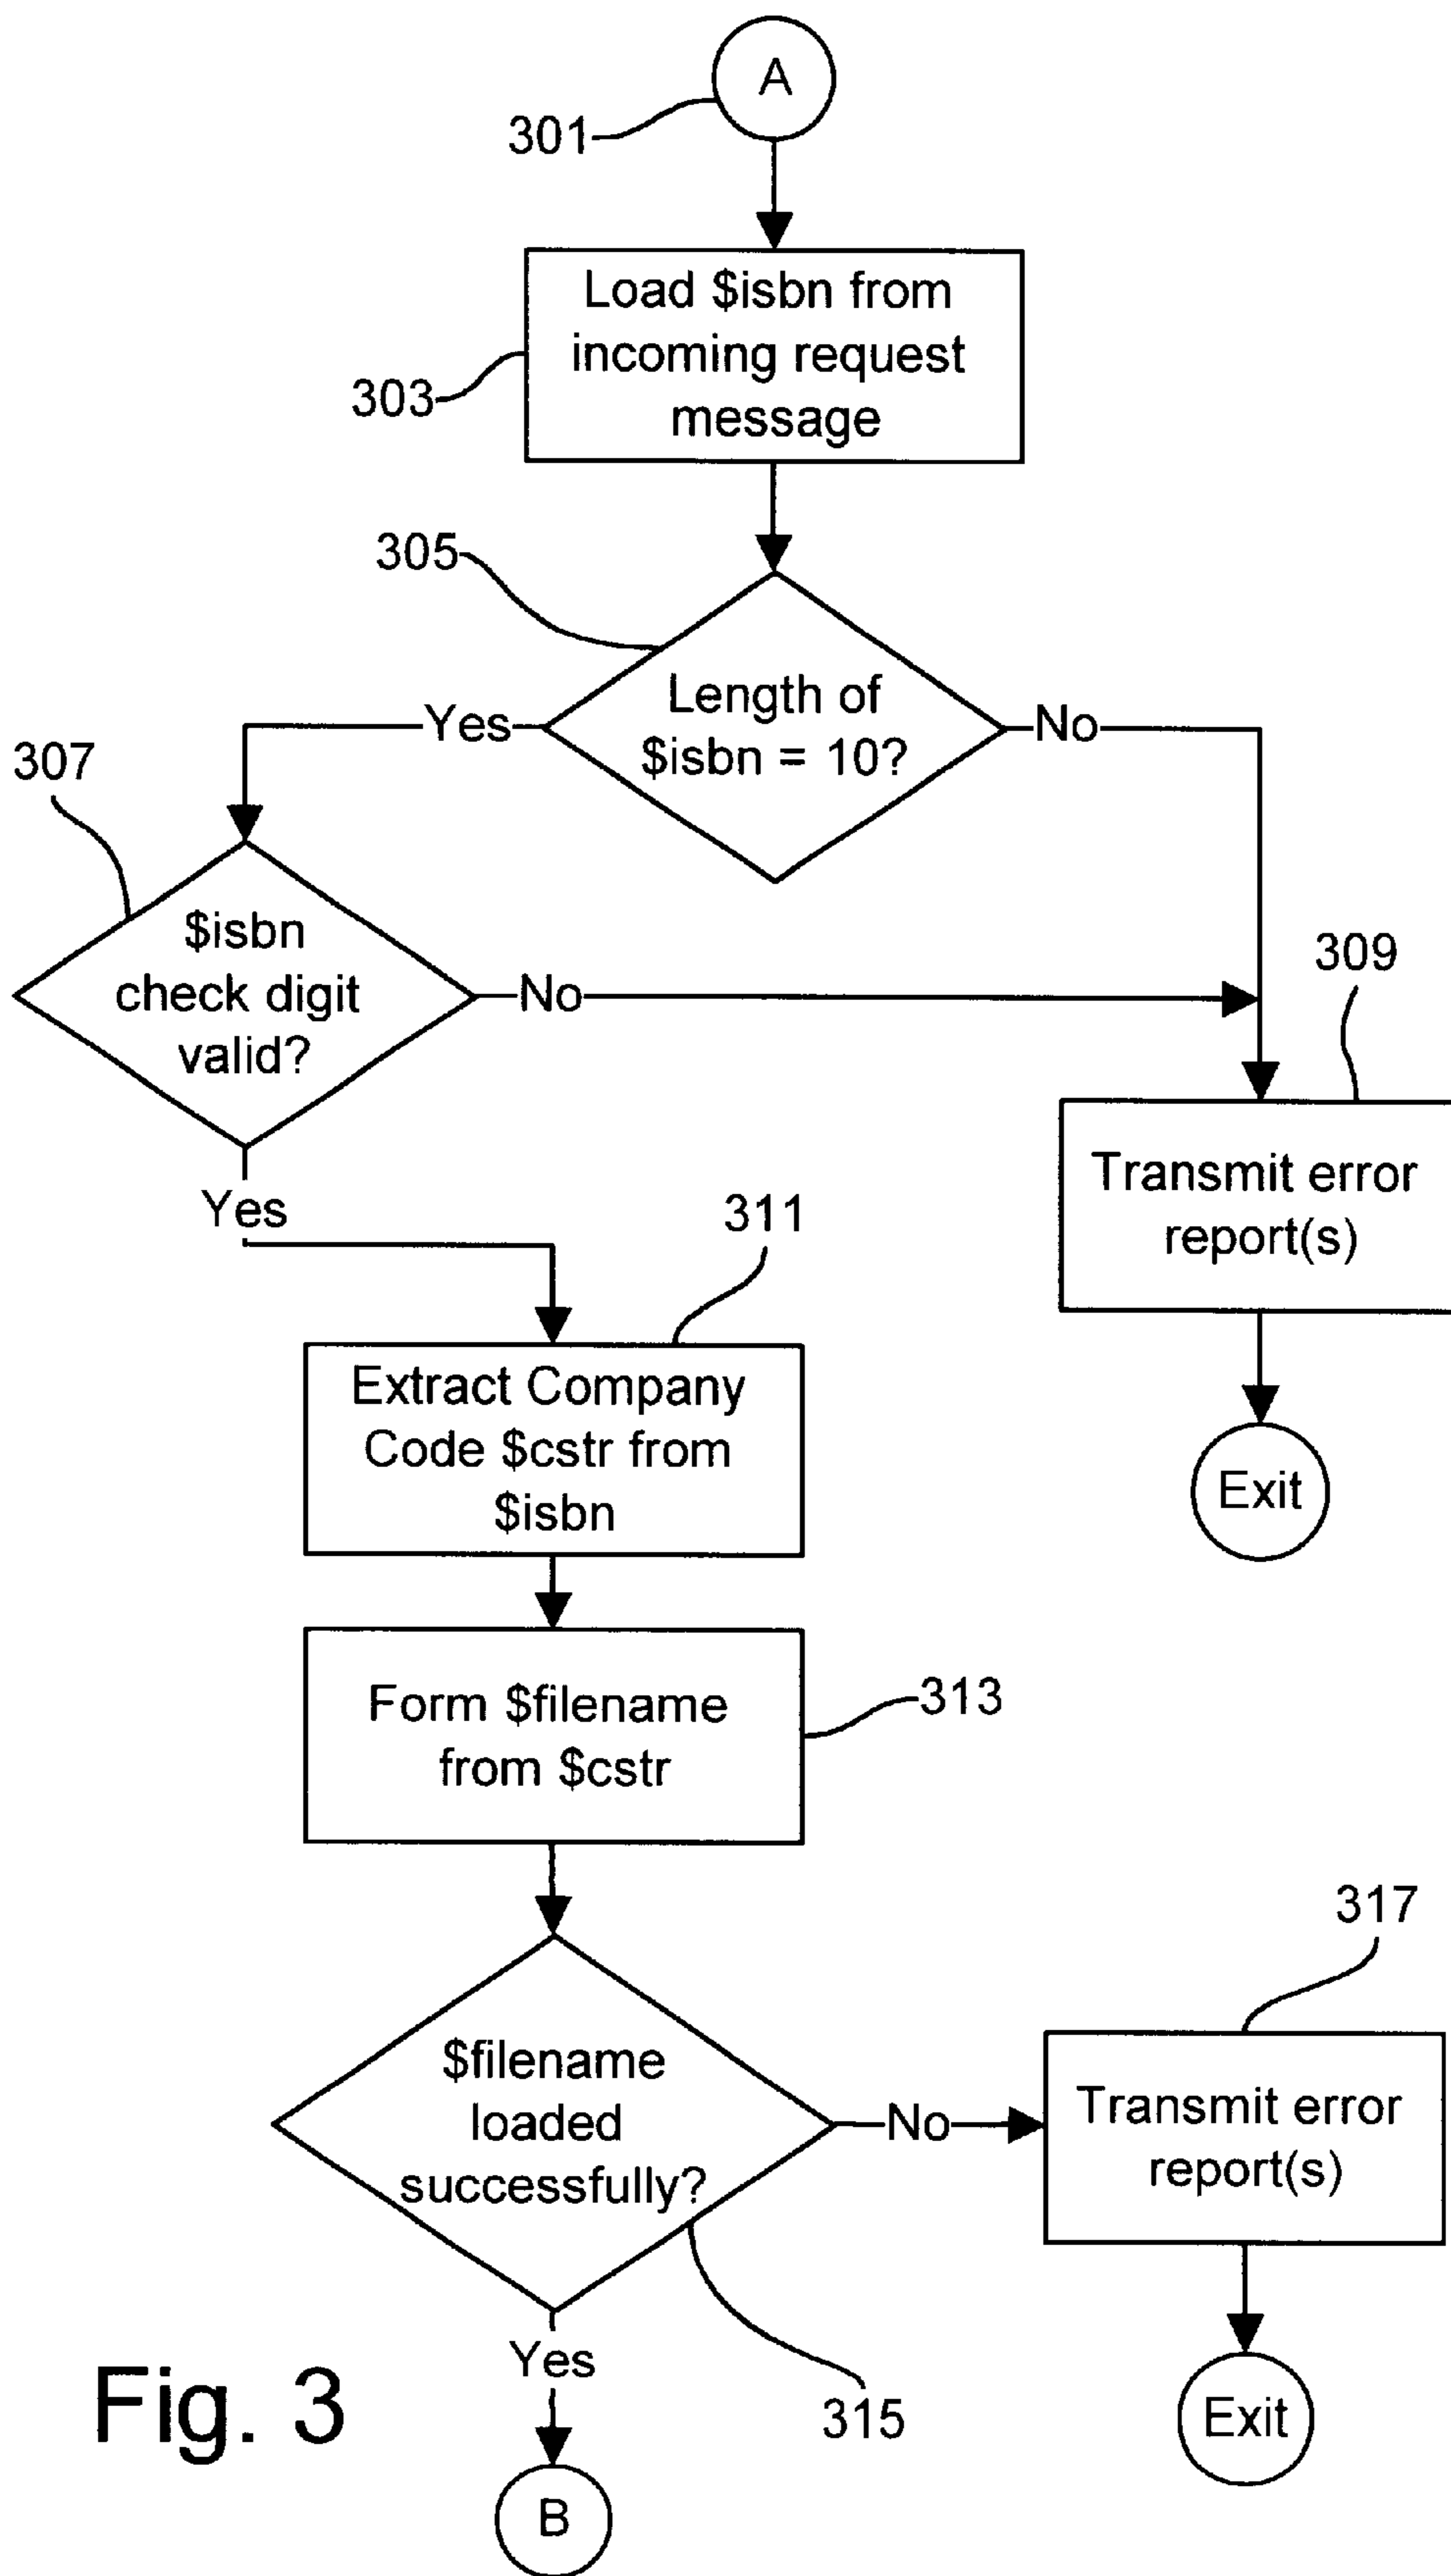 A
301
Load $isbn from
incoming request
message
303
305
Length of
$isbn = 10?
Yes
No
307
$isbn
check digit
valid?
No
Yes
309
Transmit error
report(s)
Exit
311
Extract Company
Code $cstr from
$isbn
Form $filename
from $cstr
313
$filename
loaded
successfully?
No
317
Transmit error
report(s)
Yes
315
Exit
B
Fig. 3